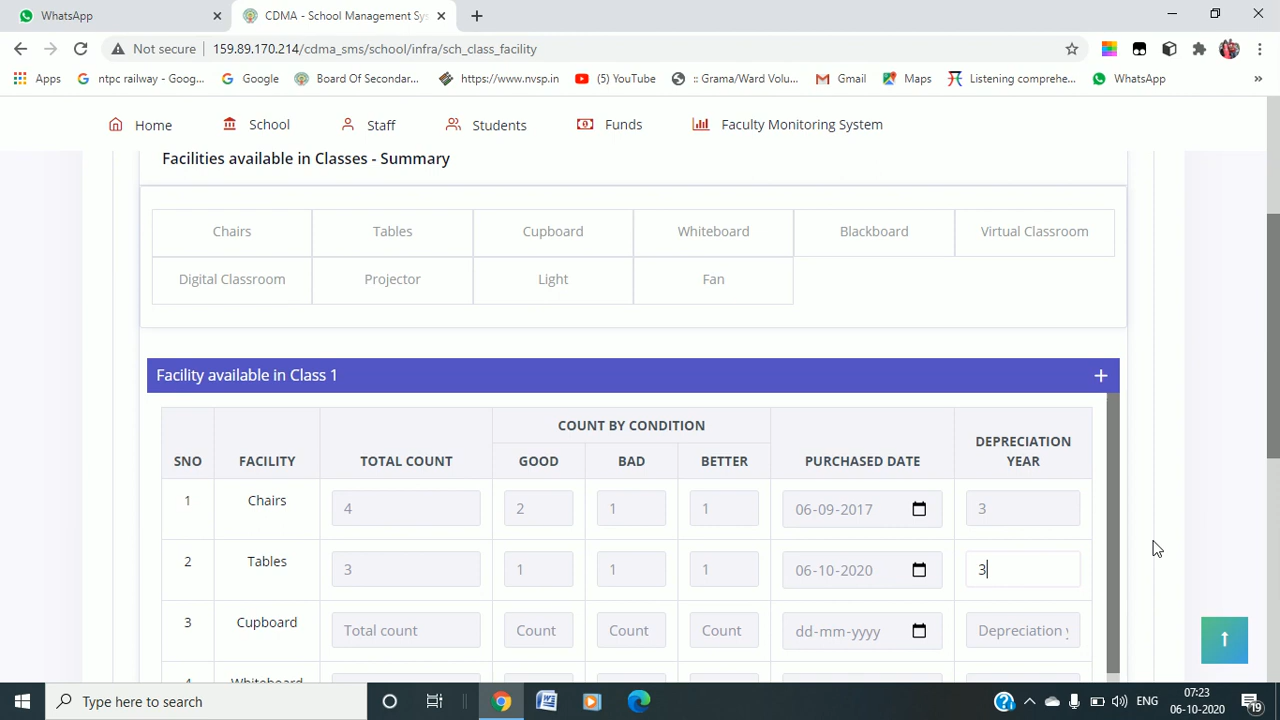 WhatsApp
CDMA - School Management Sys
Not secure
159.89.170.214/cdma_sms/school/infra/sch_class_facility
Apps
ntpc railway - Goog...
Google
Board Of Secondar...
https://www.nvsp.in
(5) YouTube
:: Grama/Ward Volu...
Gmail
Maps
Listening comprehe...
WhatsApp
»
Home
School
Staff
Students
Funds
Faculty Monitoring System
Facilities available in Classes - Summary
Chairs
Tables
Cupboard
Whiteboard
Blackboard
Virtual Classroom
Digital Classroom
Projector
Light
Fan
Facility available in Class 1
+
SNO
FACILITY
TOTAL COUNT
COUNT BY CONDITION
GOOD
BAD
BETTER
PURCHASED DATE
DEPRECIATION
YEAR
1
Chairs
4
2
1
1
06-09-2017
3
2
Tables
3
1
1
1
06-10-2020
3
3
Cupboard
Total count
Count
Count
Count
dd-mm-yyyy
Depreciation y
4
Whiteboard
Type here to search
ENG
07:23
06-10-2020
19